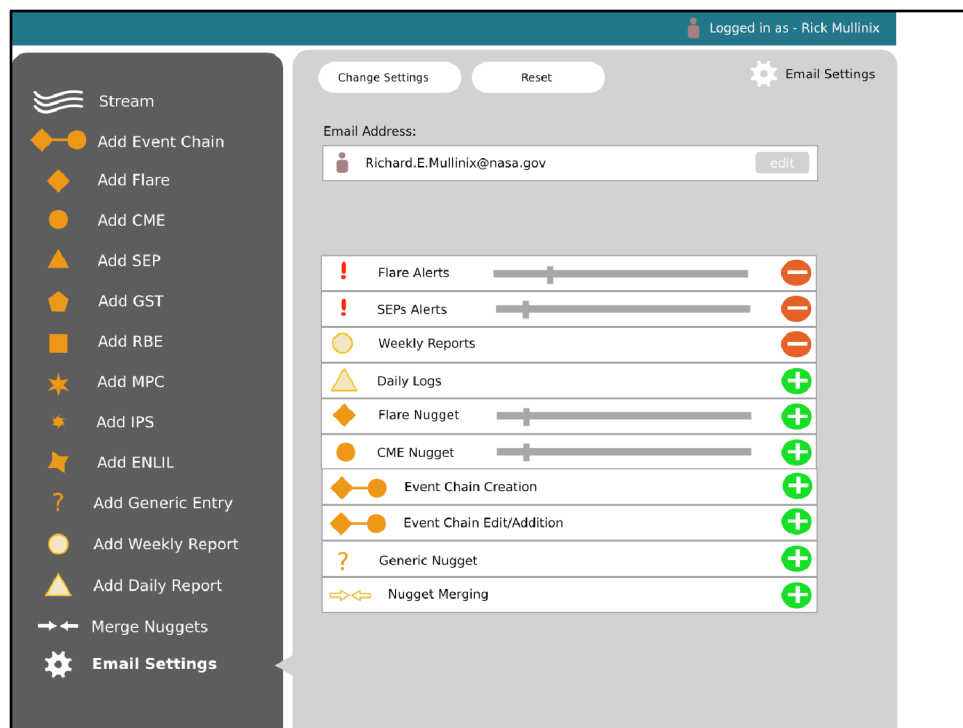 Logged in as - Rick Mullinix
Stream
Add Event Chain
Add Flare
Add CME
Add SEP
Add GST
Add RBE
Add MPC
Add IPS
Add ENLIL
Add Generic Entry
Add Weekly Report
Add Daily Report
Merge Nuggets
Email Settings
Change Settings
Reset
Email Settings
Email Address:
Richard.E.Mullinix@nasa.gov
edit
Flare Alerts
SEPs Alerts
Weekly Reports
Daily Logs
Flare Nugget
CME Nugget
Event Chain Creation
Event Chain Edit/Addition
Generic Nugget
Nugget Merging